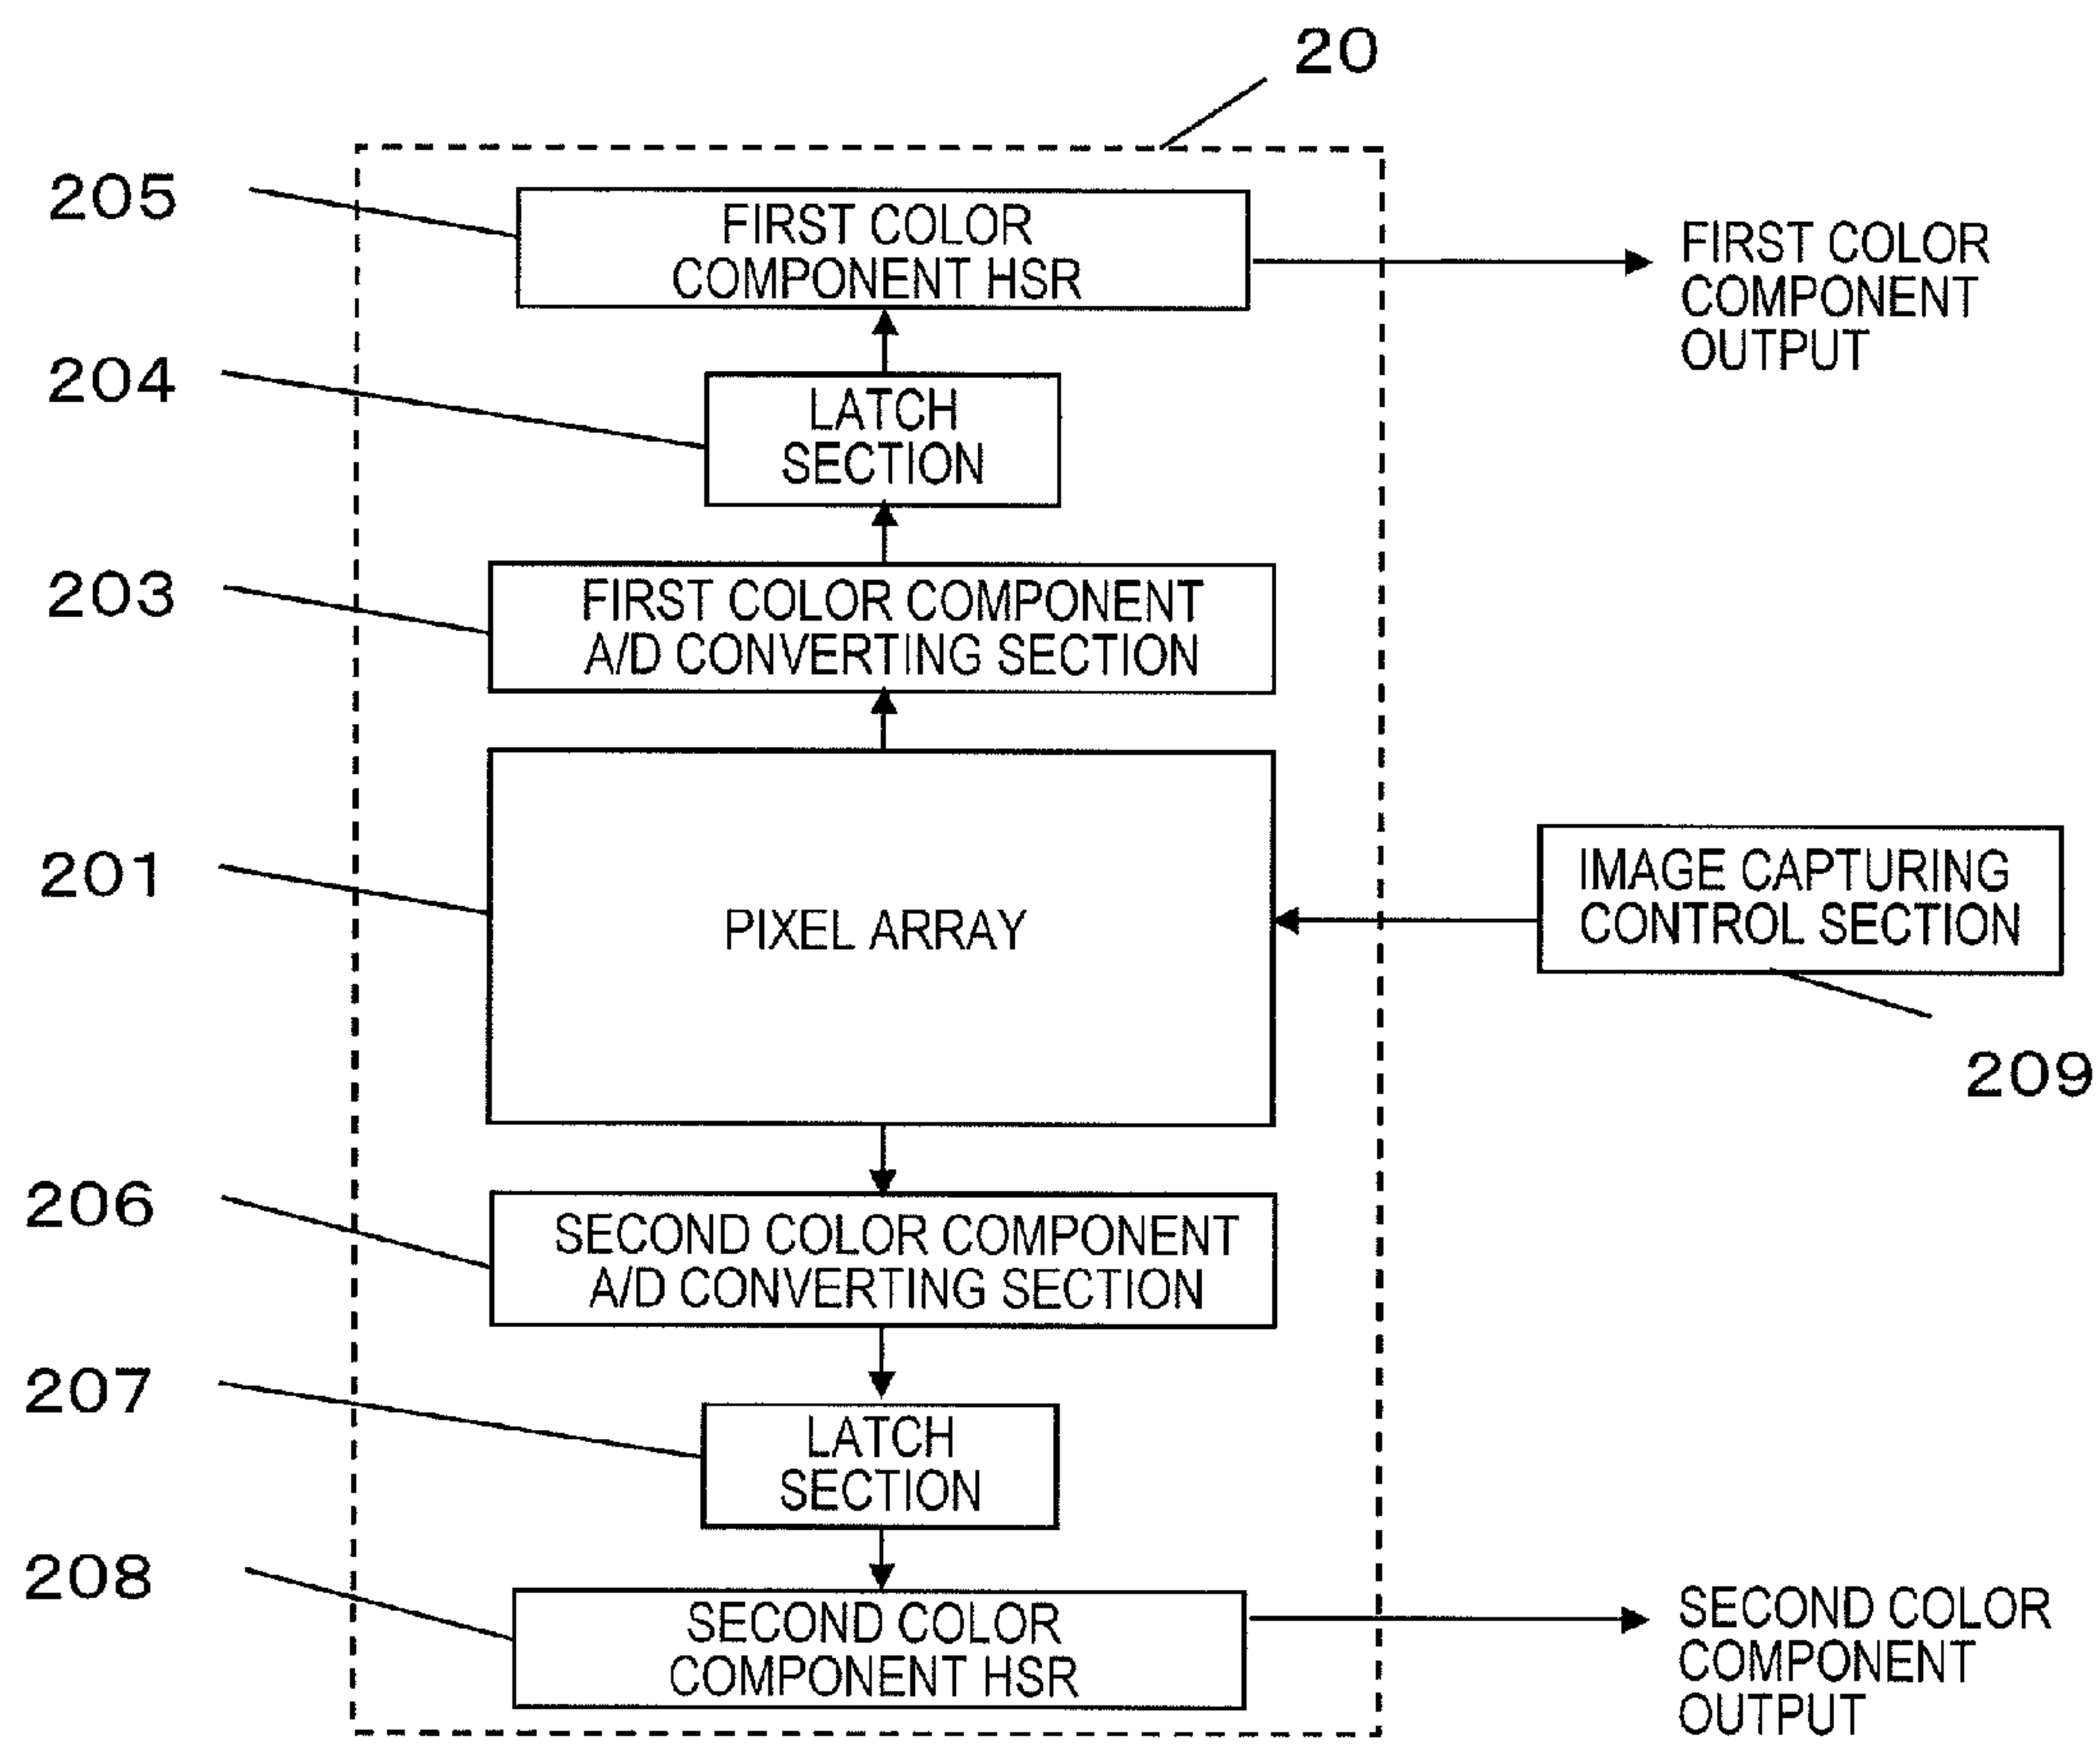 20
205
FIRST COLOR
COMPONENT HSR
FIRST COLOR
COMPONENT
OUTPUT
204
LATCH
SECTION
203
FIRST COLOR COMPONENT
A/D CONVERTING SECTION
201
PIXEL ARRAY
IMAGE CAPTURING
CONTROL SECTION
209
206
SECOND COLOR COMPONENT
A/D CONVERTING SECTION
207
LATCH
SECTION
208
SECOND COLOR
COMPONENT HSR
SECOND COLOR
COMPONENT
OUTPUT